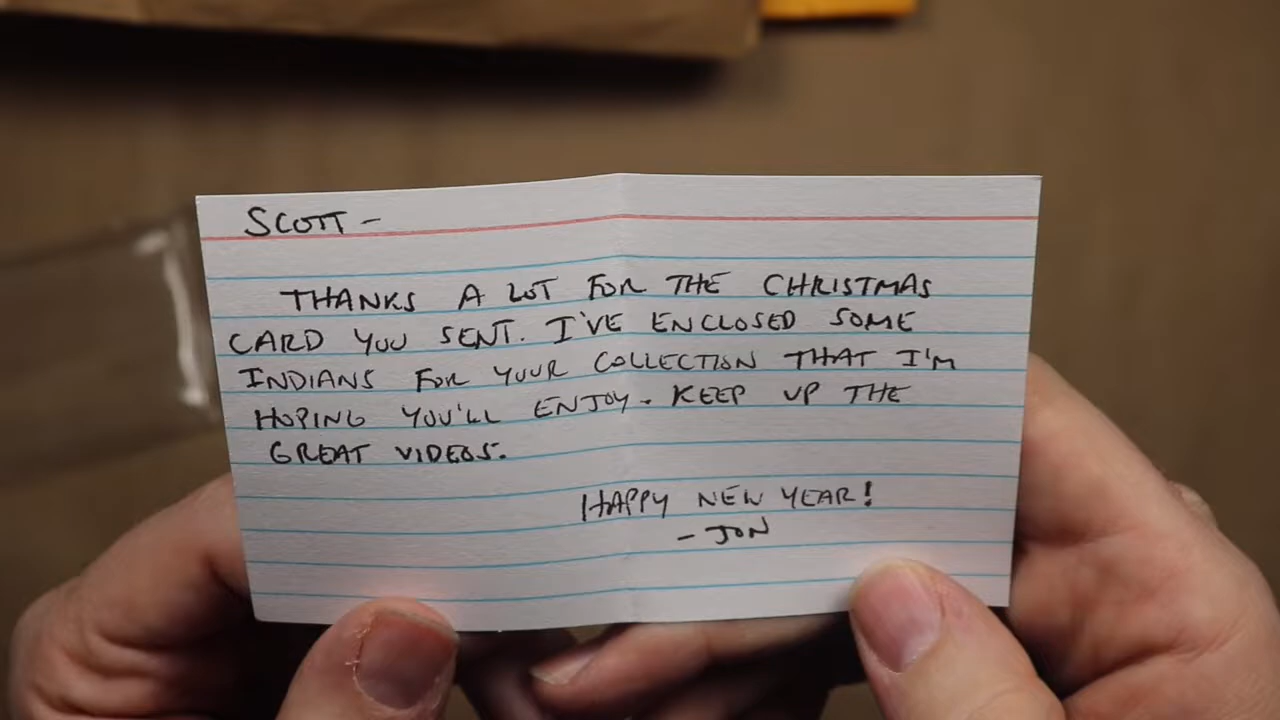 SCOTT -
THANKS A LOT FOR THE CHRISTMAS
CARD YOU SENT. I'VE ENCLOSED SOME
INDIANS FOR YOUR COLLECTION THAT I'M
HOPING YOU'LL ENJOY. KEEP UP THE
GREAT VIDEOS.
HAPPY NEW YEAR!
- JON